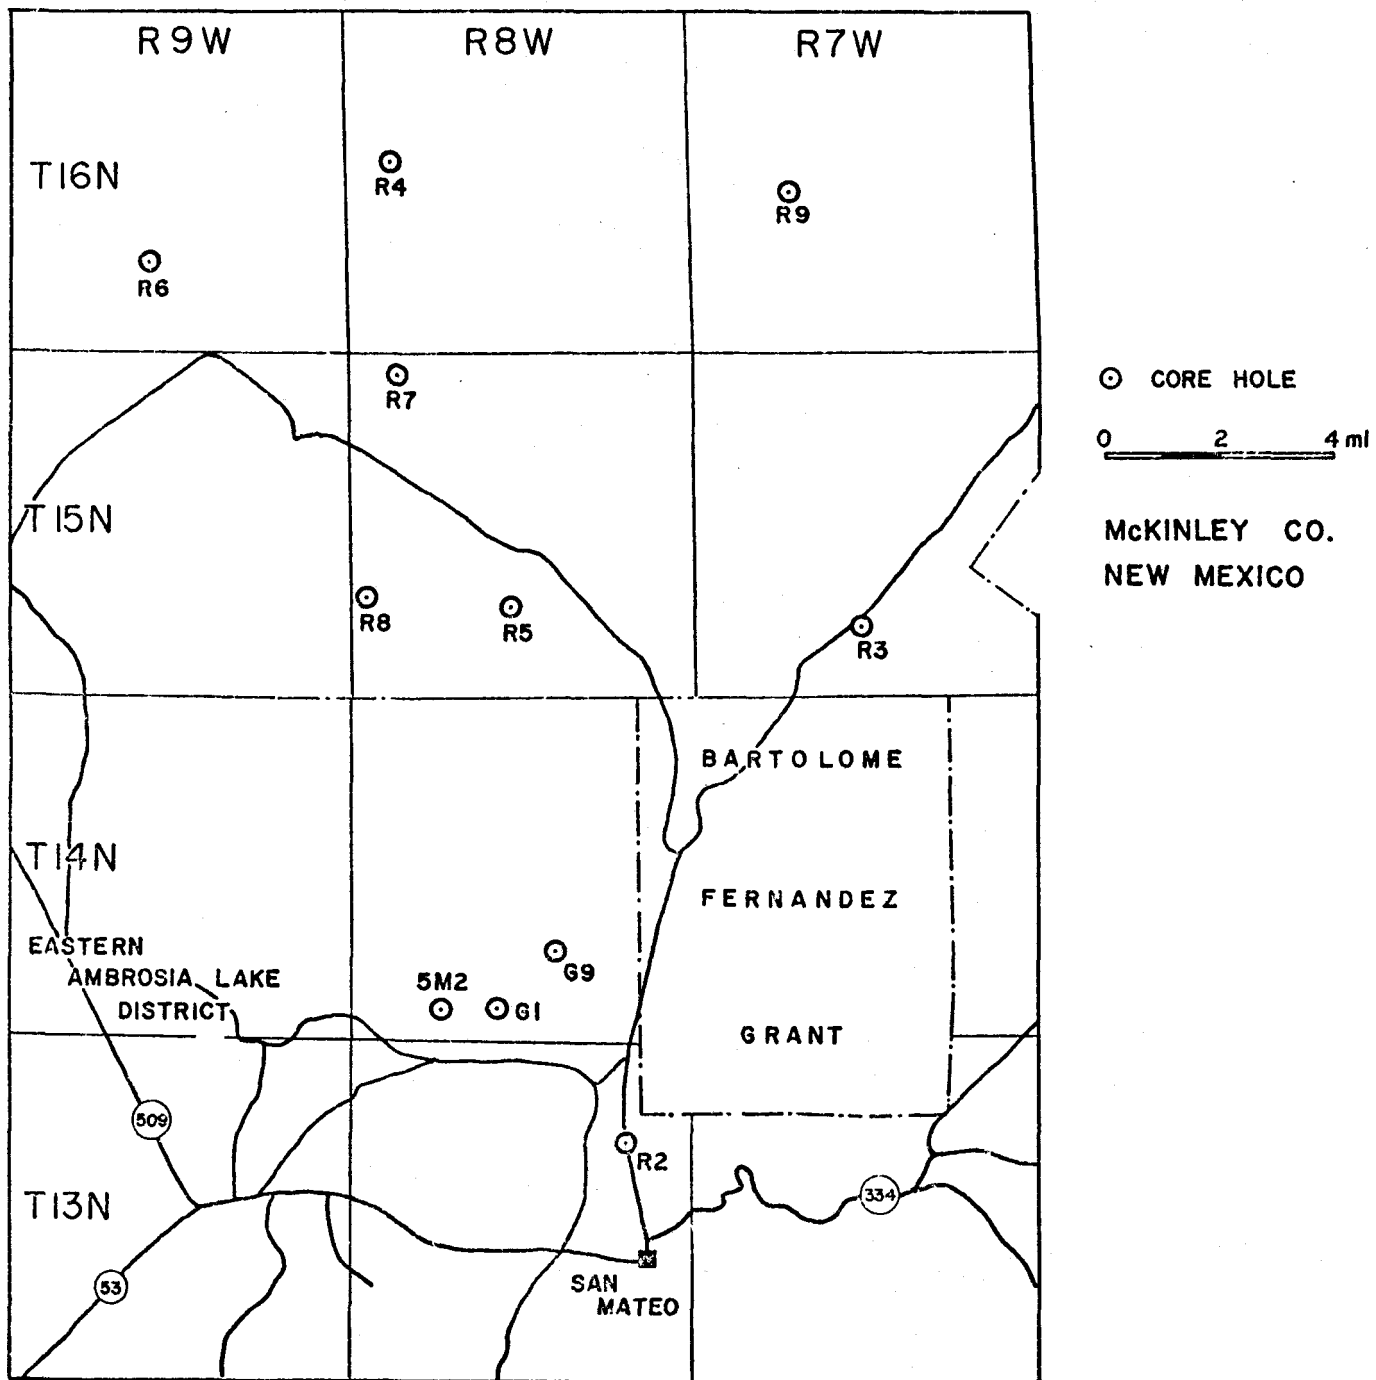 R9W R8W R7W
T16N
R4
R9
R6
R7
CORE HOLE
0 2 4 mi
T15N
McKINLEY CO.
NEW MEXICO
R8
R5
R3
BARTOLOME
T14N
FERNANDEZ
EASTERN
AMBROSIA LAKE
DISTRICT
G9
5M2
G1
GRANT
509
R2
T13N
334
53
SAN
MATEO